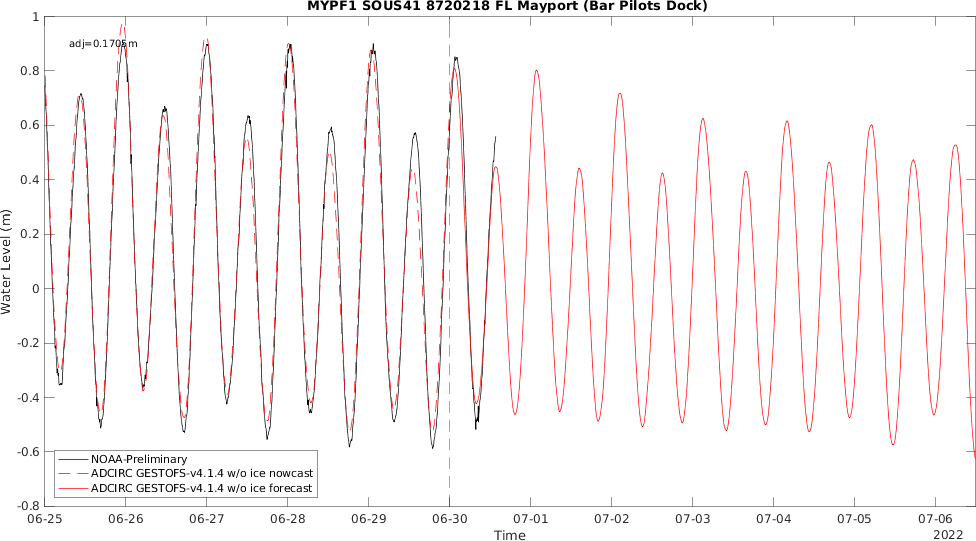 MYPF1 SOUS41 8720218 FL Mayport (Bar Pilots Dock)
adj=0.1705m
1
0.8
0.6
0.4
0.2
0
-0.2
-0.4
-0.6
-0.8
Water Level (m)
NOAA-Preliminary
ADCIRC GESTOFS-v4.1.4 w/o ice nowcast
ADCIRC GESTOFS-v4.1.4 w/o ice forecast
06-25 06-26 06-27 06-28 06-29 06-30 07-01 07-02 07-03 07-04 07-05 07-06
Time
2022